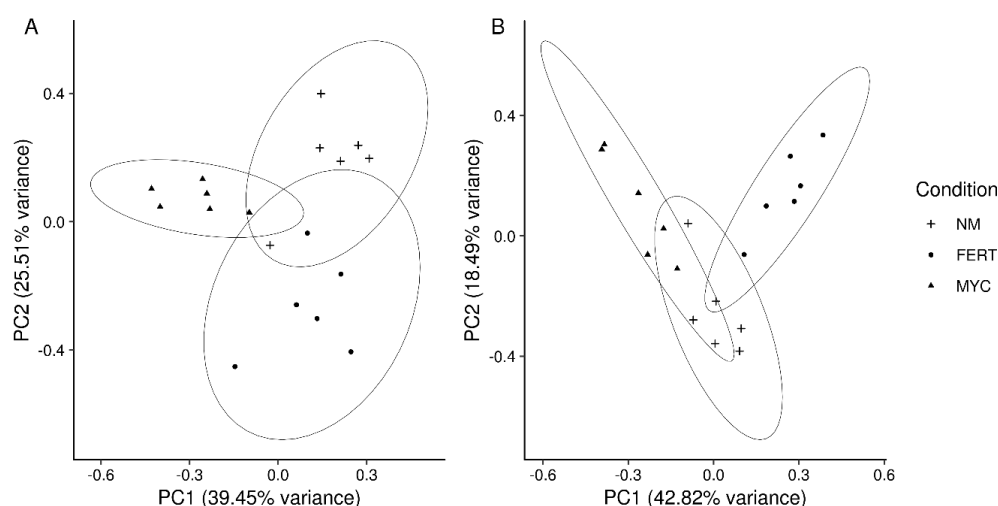 A
0.4
0.0
-0.4
-0.6
-0.3
0.0
0.3
PC1 (39.45% variance)
PC2 (25.51% variance)
B
0.4
0.0
-0.4
-0.6
-0.3
0.0
0.3
0.6
PC1 (42.82% variance)
PC2 (18.49% variance)
Condition
NM
FERT
MYC